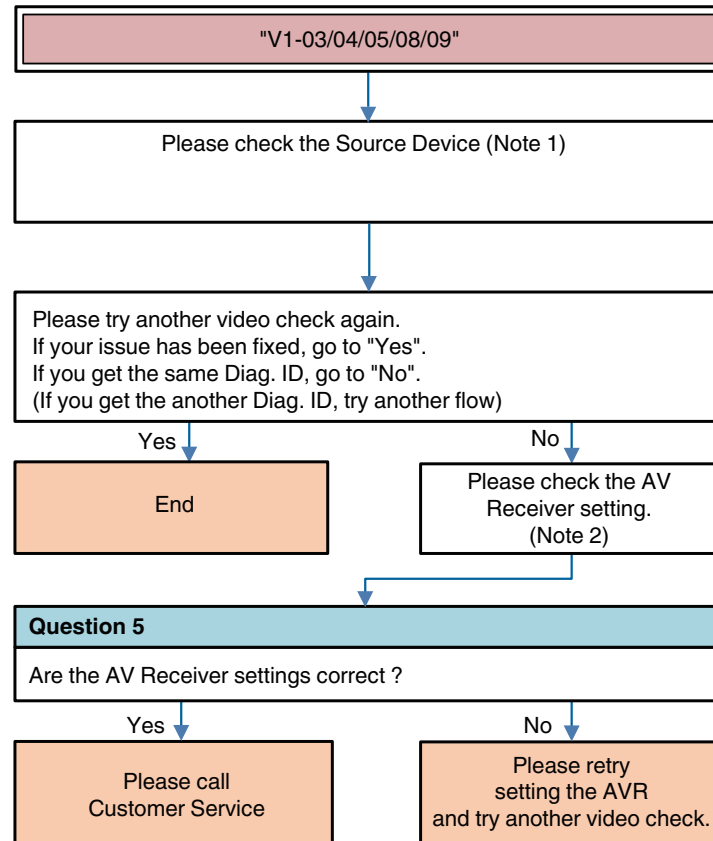 "V1-03/04/05/08/09"
Please check the Source Device (Note 1)
Please try another video check again.
If your issue has been fixed, go to "Yes".
If you get the same Diag. ID, go to "No".
(If you get the another Diag. ID, try another flow)
Yes
No
End
Please check the AV
Receiver setting.
(Note 2)
Question 5
Are the AV Receiver settings correct ?
Yes
No
Please call
Customer Service
Please retry
setting the AVR
and try another video check.